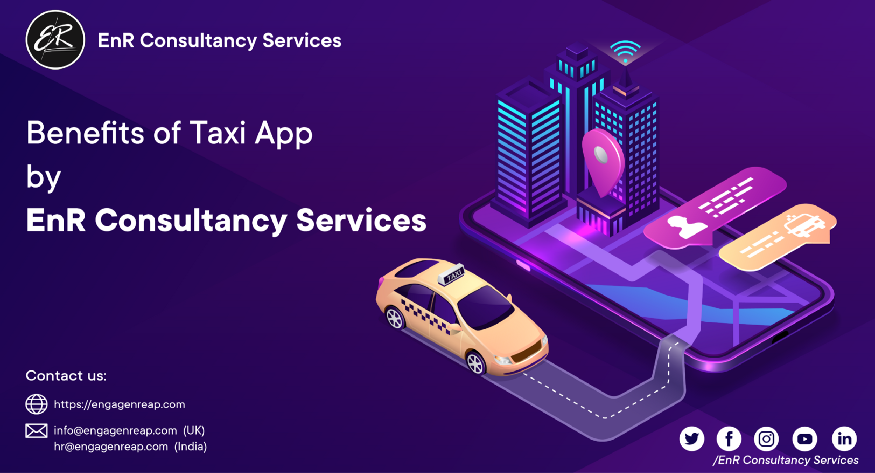 ER
EnR Consultancy Services
Benefits of Taxi App
by
EnR Consultancy Services
TAXI
Contact us:
https://engagenreap.com
info@engagenreap.com (UK)
hr@engagenreap.com (India)
/EnR Consultancy Services